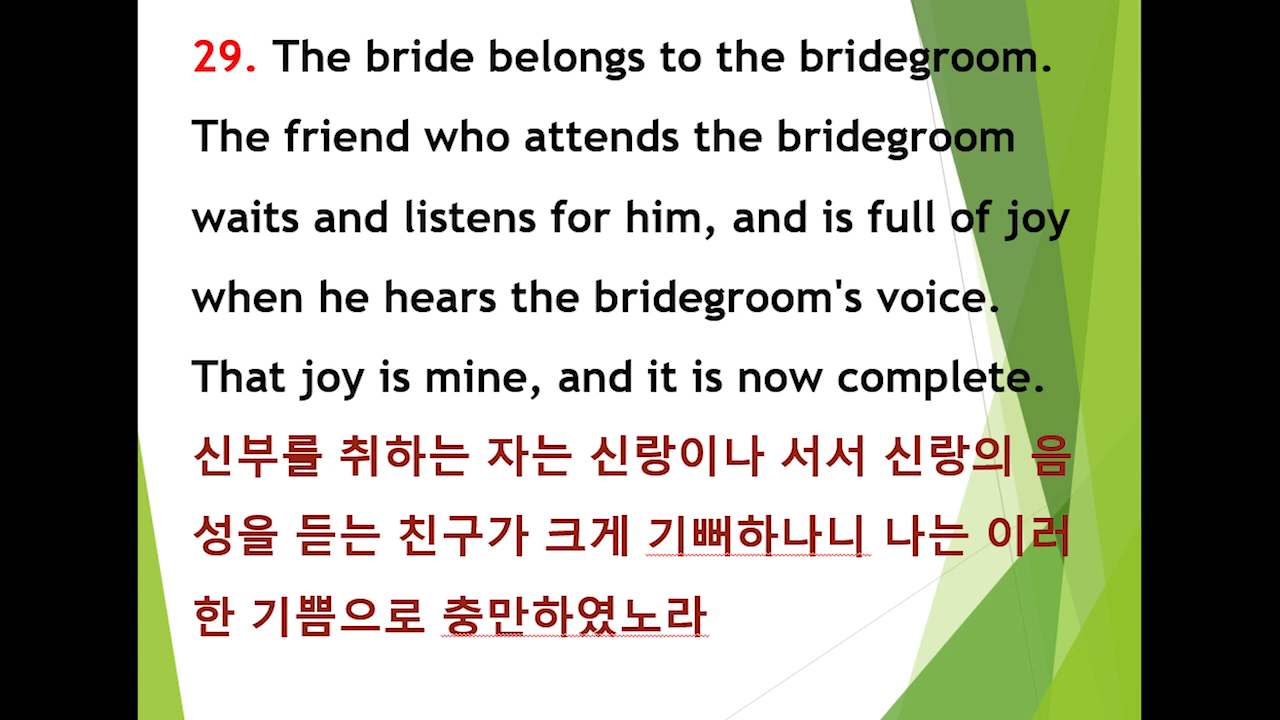 29. The bride belongs to the bridegroom.
The friend who attends the bridegroom
waits and listens for him, and is full of joy
when he hears the bridegroom's voice.
That joy is mine, and it is now complete.
신부를 취하는 자는 신랑이나 서서 신랑의 음
성을 듣는 친구가 크게 기뻐하나니 나는 이러
한 기쁨으로 충만하였노라